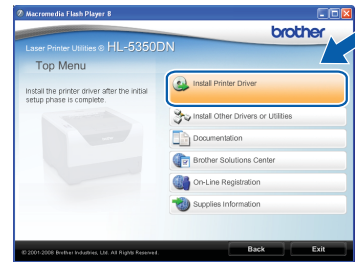 Macromedia Flash Player 8
brother
Laser Printer Utilities HL-5350DN
Top Menu
Install the printer driver after the initial
setup phase is complete.
Install Printer Driver
Install Other Drivers or Utilities
Documentation
Brother Solutions Center
On-Line Registration
Supplies Information
© 2001-2008 Brother Industries, Ltd. All Rights Reserved.
Back
Exit